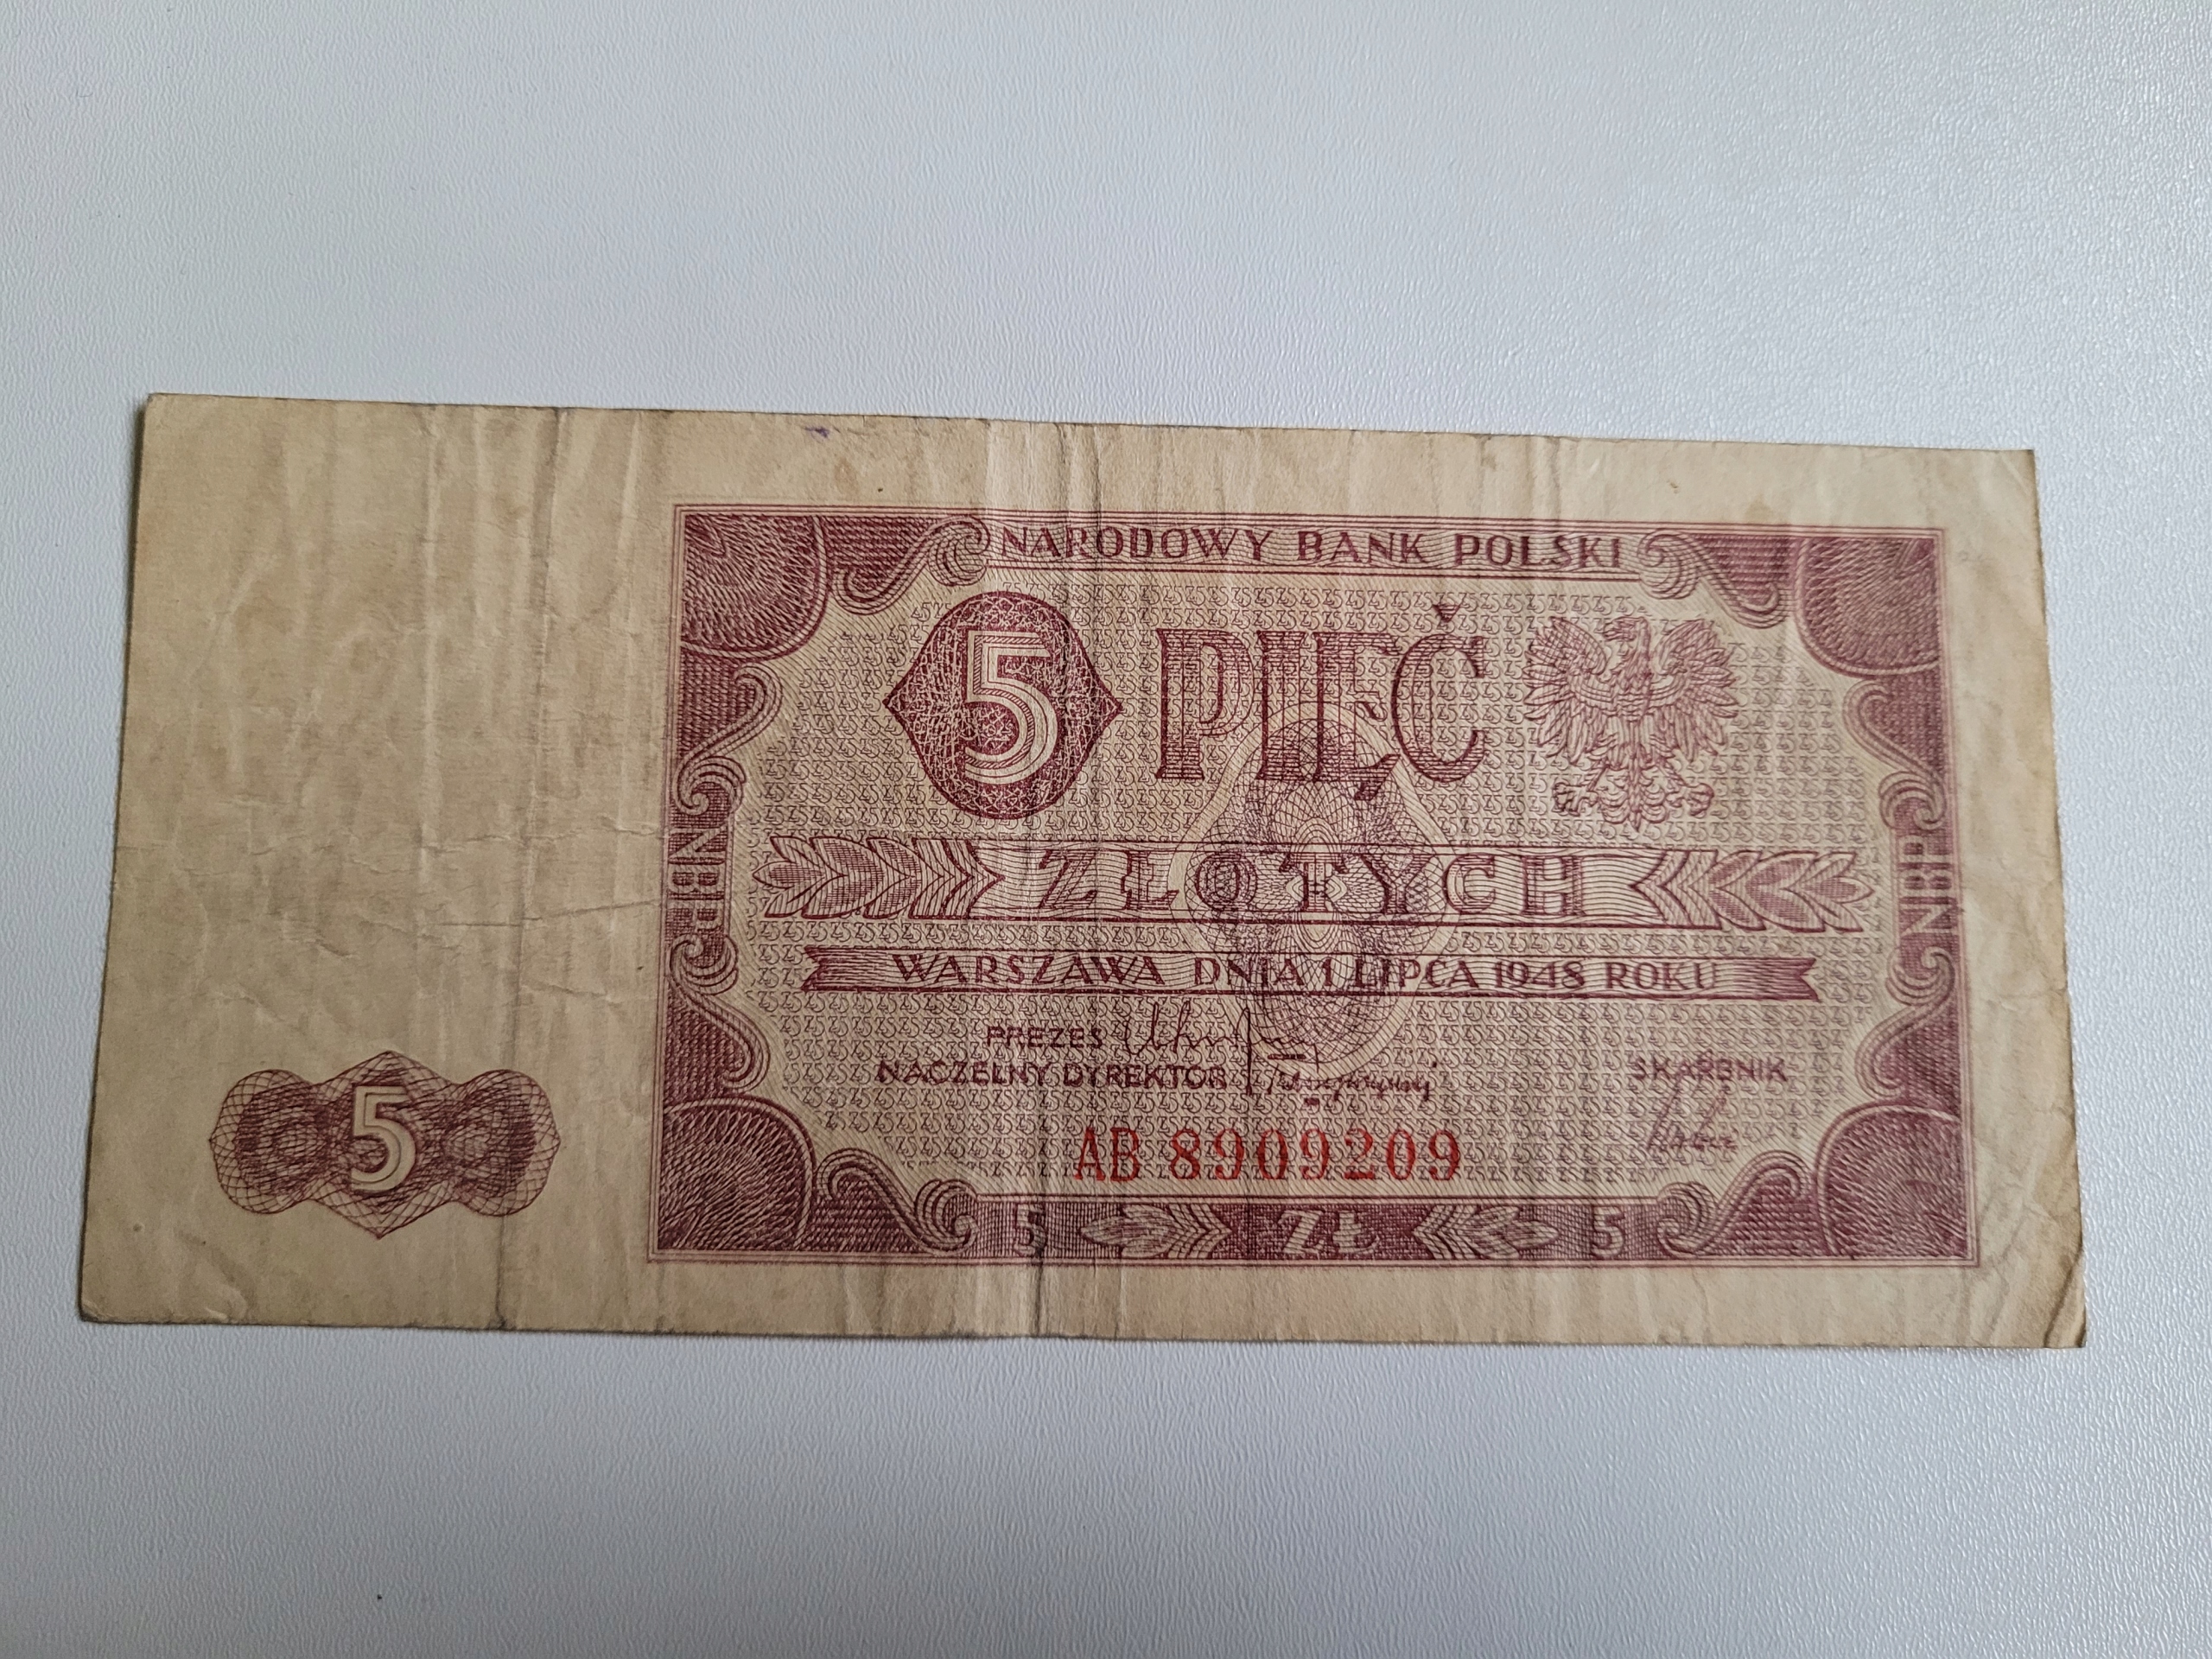 NARODOWY BANK POLSKI
5 PIĘĆ
ZŁOTYCH
WARSZAWA DNIA 1 LIPCA 1948 ROKU
PREZES
NACZELNY DYREKTOR
SKARBNIK
AB 8909209
5 ZŁ 5
NBP
NBP
5